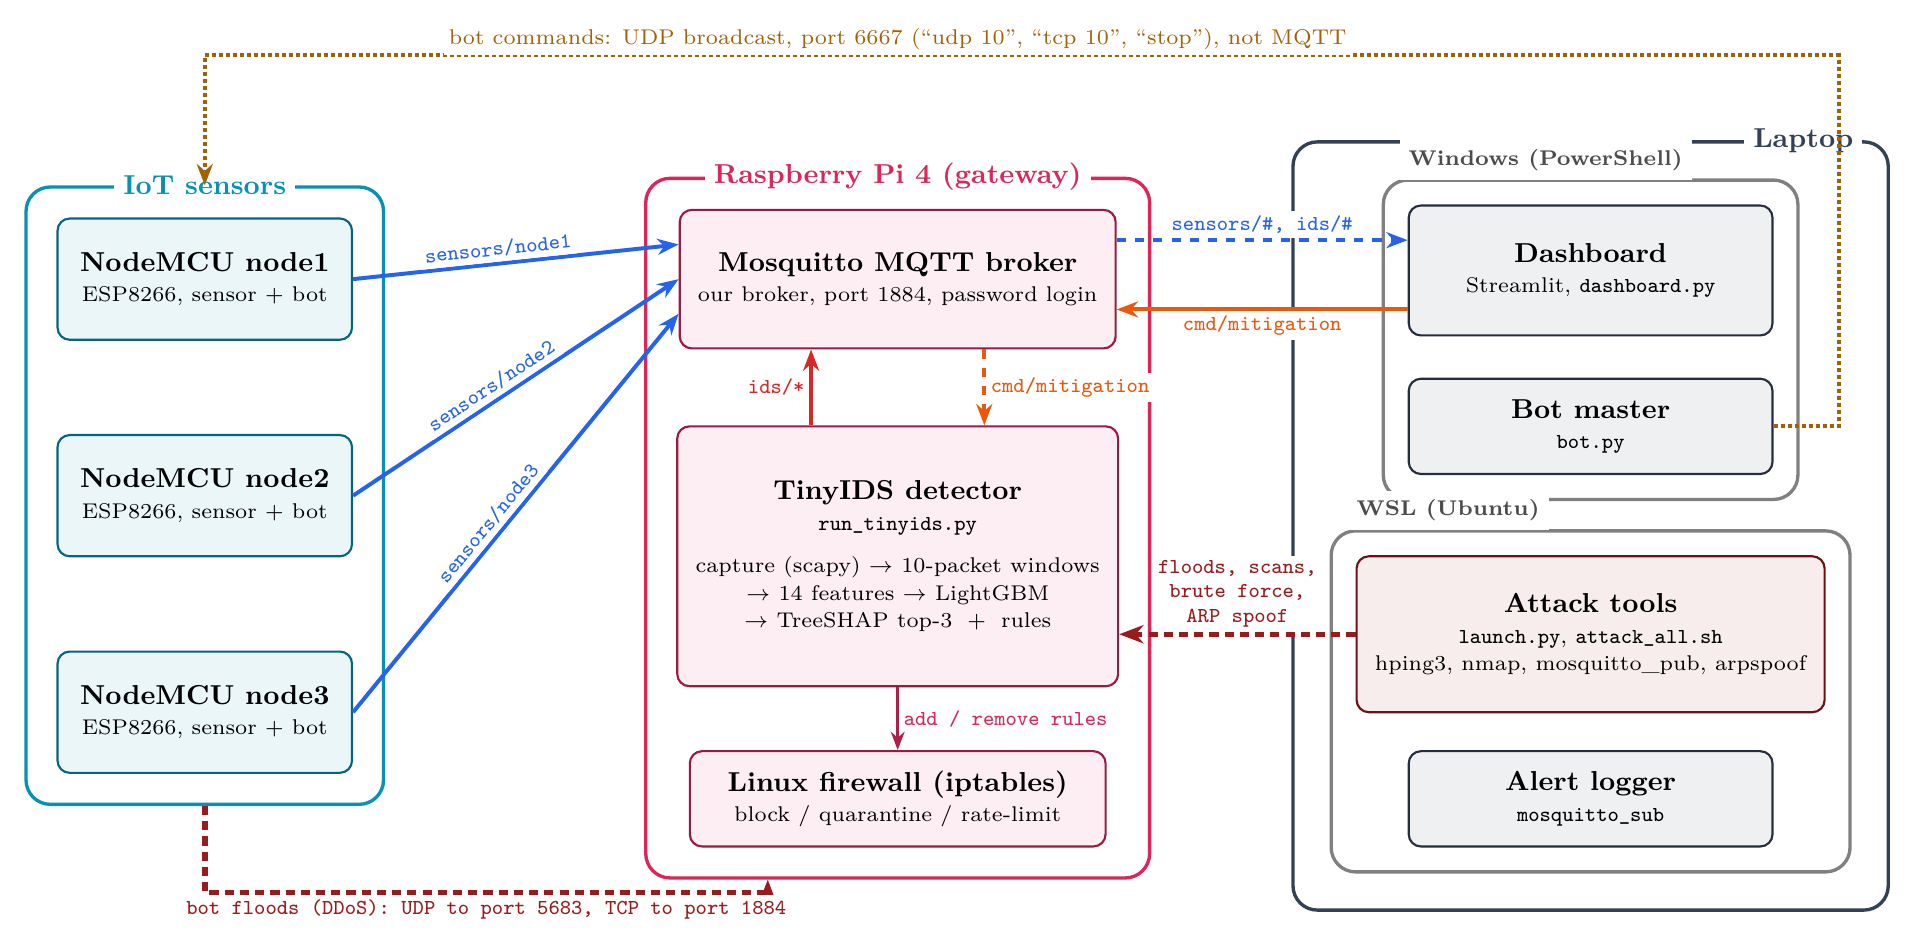 bot commands: UDP broadcast, port 6667 (“udp 10”, “tcp 10”, “stop”), not MQTT
IoT sensors
NodeMCU node1
ESP8266, sensor + bot
NodeMCU node2
ESP8266, sensor + bot
NodeMCU node3
ESP8266, sensor + bot
sensors/node1
sensors/node2
sensors/node3
Raspberry Pi 4 (gateway)
Mosquitto MQTT broker
our broker, port 1884, password login
ids/*
cmd/mitigation
TinyIDS detector
run_tinyids.py
capture (scapy) → 10-packet windows
→ 14 features → LightGBM
→ TreeSHAP top-3 + rules
add / remove rules
Linux firewall (iptables)
block / quarantine / rate-limit
sensors/#, ids/#
cmd/mitigation
floods, scans,
brute force,
ARP spoof
Laptop
Windows (PowerShell)
Dashboard
Streamlit, dashboard.py
Bot master
bot.py
WSL (Ubuntu)
Attack tools
launch.py, attack_all.sh
hping3, nmap, mosquitto_pub, arpspoof
Alert logger
mosquitto_sub
bot floods (DDoS): UDP to port 5683, TCP to port 1884